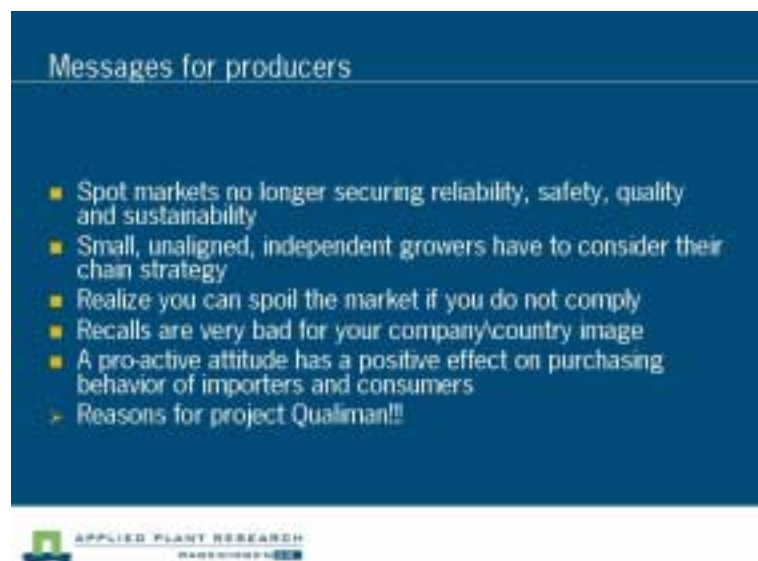 Messages for producers
Spot markets no longer securing reliability, safety, quality
and sustainability
Small, unaligned, independent growers have to consider their
chain strategy
Realize you can spoil the market if you do not comply
Recalls are very bad for your company\country image
A pro-active attitude has a positive effect on purchasing
behavior of importers and consumers
Reasons for project Qualiman!!!
APPLIED PLANT RESEARCH
WAGENINGEN UR